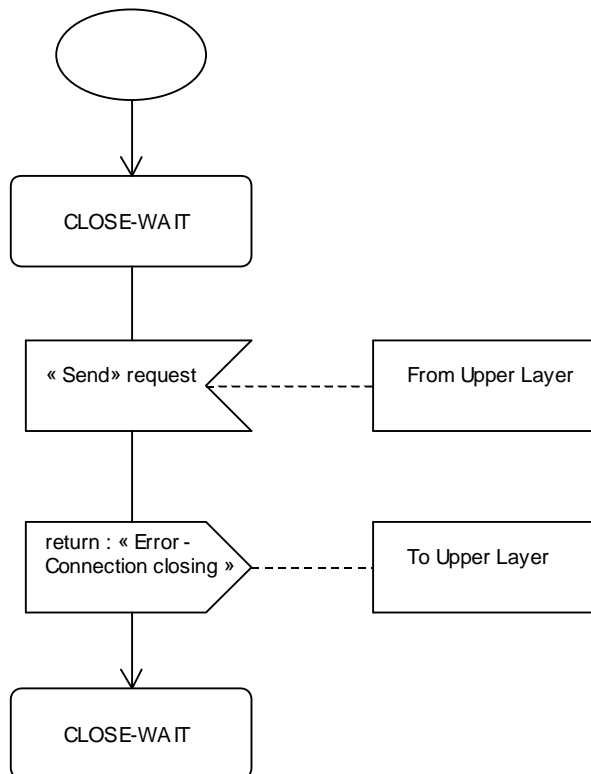 CLOSE-WAIT
« Send» request
From Upper Layer
return : « Error -
Connection closing »
To Upper Layer
CLOSE-WAIT